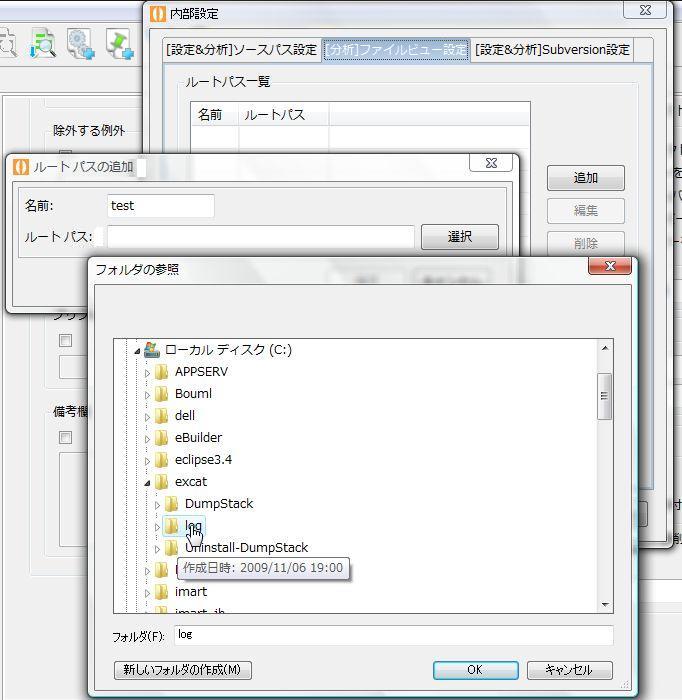 内部設定
[設定&分析]ソースパス設定 [分析]ファイルビュー設定 [設定&分析]Subversion設定
ルートパス一覧
名前 ルートパス
除外する例外
追加
編集
削除
ルートパスの追加
名前: test
ルートパス: 選択
フォルダの参照
ローカル ディスク (C:)
APPSERV
Bouml
dell
eBuilder
eclipse3.4
excat
DumpStack
log
Uninstall-DumpStack
作成日時: 2009/11/06 19:00
imart
フォルダ(F): log
新しいフォルダの作成(M) OK キャンセル
備考欄